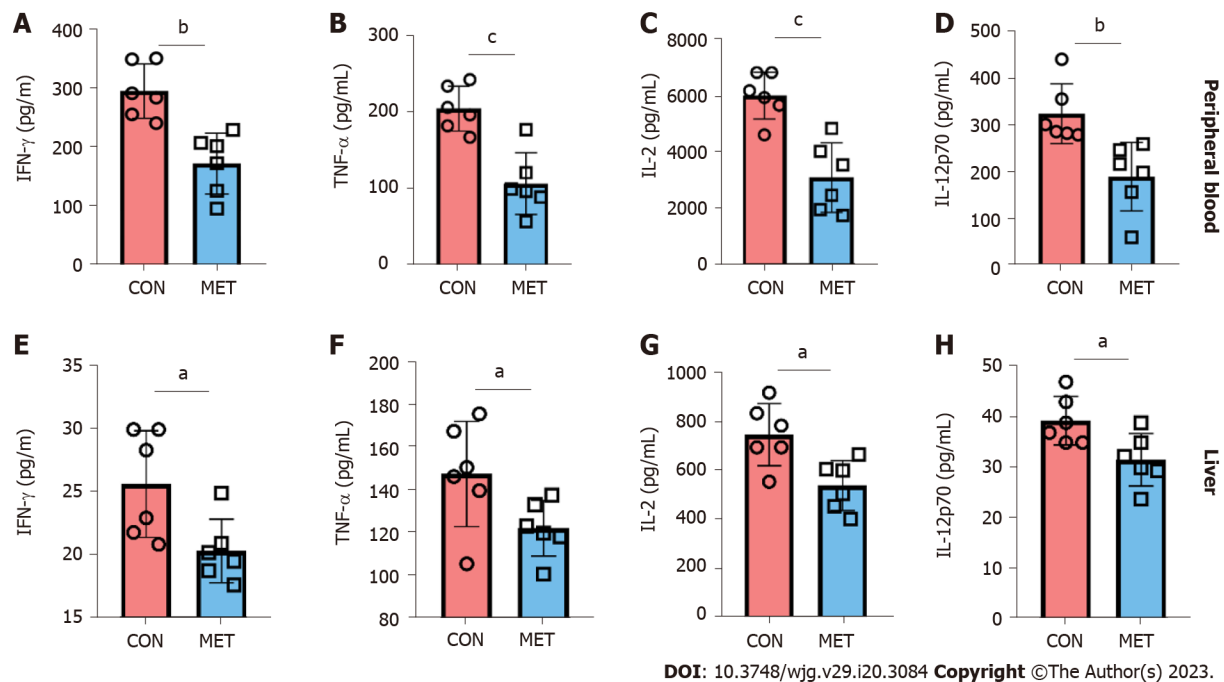 A
IFN-γ (pg/m)
400
300
200
100
0
b
CON MET
B
TNF-α (pg/mL)
300
200
100
0
c
CON MET
C
IL-2 (pg/mL)
8000
6000
4000
2000
0
c
CON MET
D
IL-12p70 (pg/mL)
500
400
300
200
100
0
b
CON MET
Peripheral blood
E
IFN-γ (pg/m)
35
30
25
20
15
a
CON MET
F
TNF-α (pg/mL)
200
180
160
140
120
100
80
a
CON MET
G
IL-2 (pg/mL)
1000
800
600
400
200
0
a
CON MET
H
IL-12p70 (pg/mL)
50
40
30
20
10
0
a
CON MET
Liver
DOI: 10.3748/wjg.v29.i20.3084 Copyright ©The Author(s) 2023.